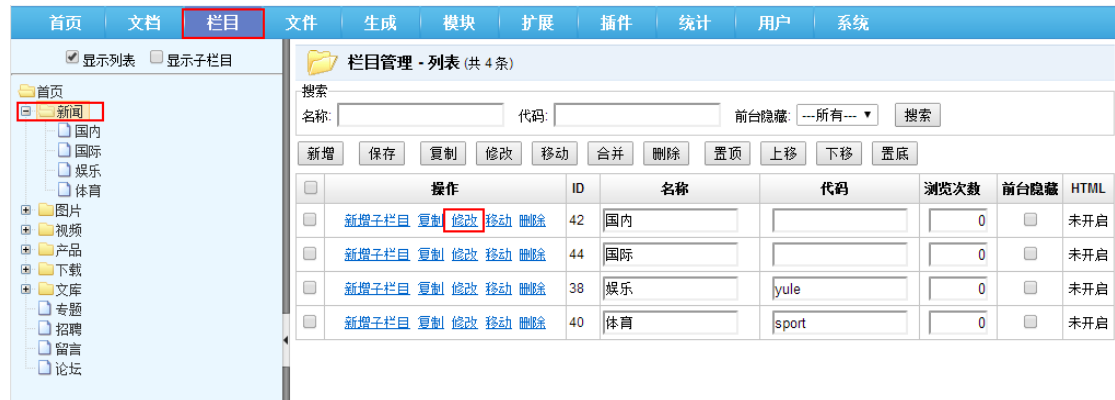 首页 文档 栏目 文件 生成 模块 扩展 插件 统计 用户 系统
显示列表 显示子栏目
首页
新闻
国内
国际
娱乐
体育
图片
视频
产品
下载
文库
专题
招聘
留言
论坛
栏目管理 - 列表 (共 4 条)
搜索
名称: 代码: 前台隐藏: ---所有--- 搜索
新增 保存 复制 修改 移动 合并 删除 置顶 上移 下移 置底
操作 ID 名称 代码 浏览次数 前台隐藏 HTML
新增子栏目 复制 修改 移动 删除 42 国内 0 未开启
新增子栏目 复制 修改 移动 删除 44 国际 0 未开启
新增子栏目 复制 修改 移动 删除 38 娱乐 yule 0 未开启
新增子栏目 复制 修改 移动 删除 40 体育 sport 0 未开启